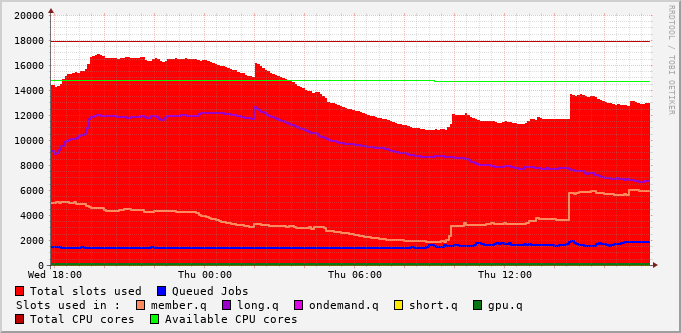 20000
18000
16000
14000
12000
10000
8000
6000
4000
2000
0
Wed 18:00 Thu 00:00 Thu 06:00 Thu 12:00
Total slots used Queued Jobs
Slots used in : member.q long.q ondemand.q short.q gpu.q
Total CPU cores Available CPU cores
RRDTOOL / TOBI OETIKER